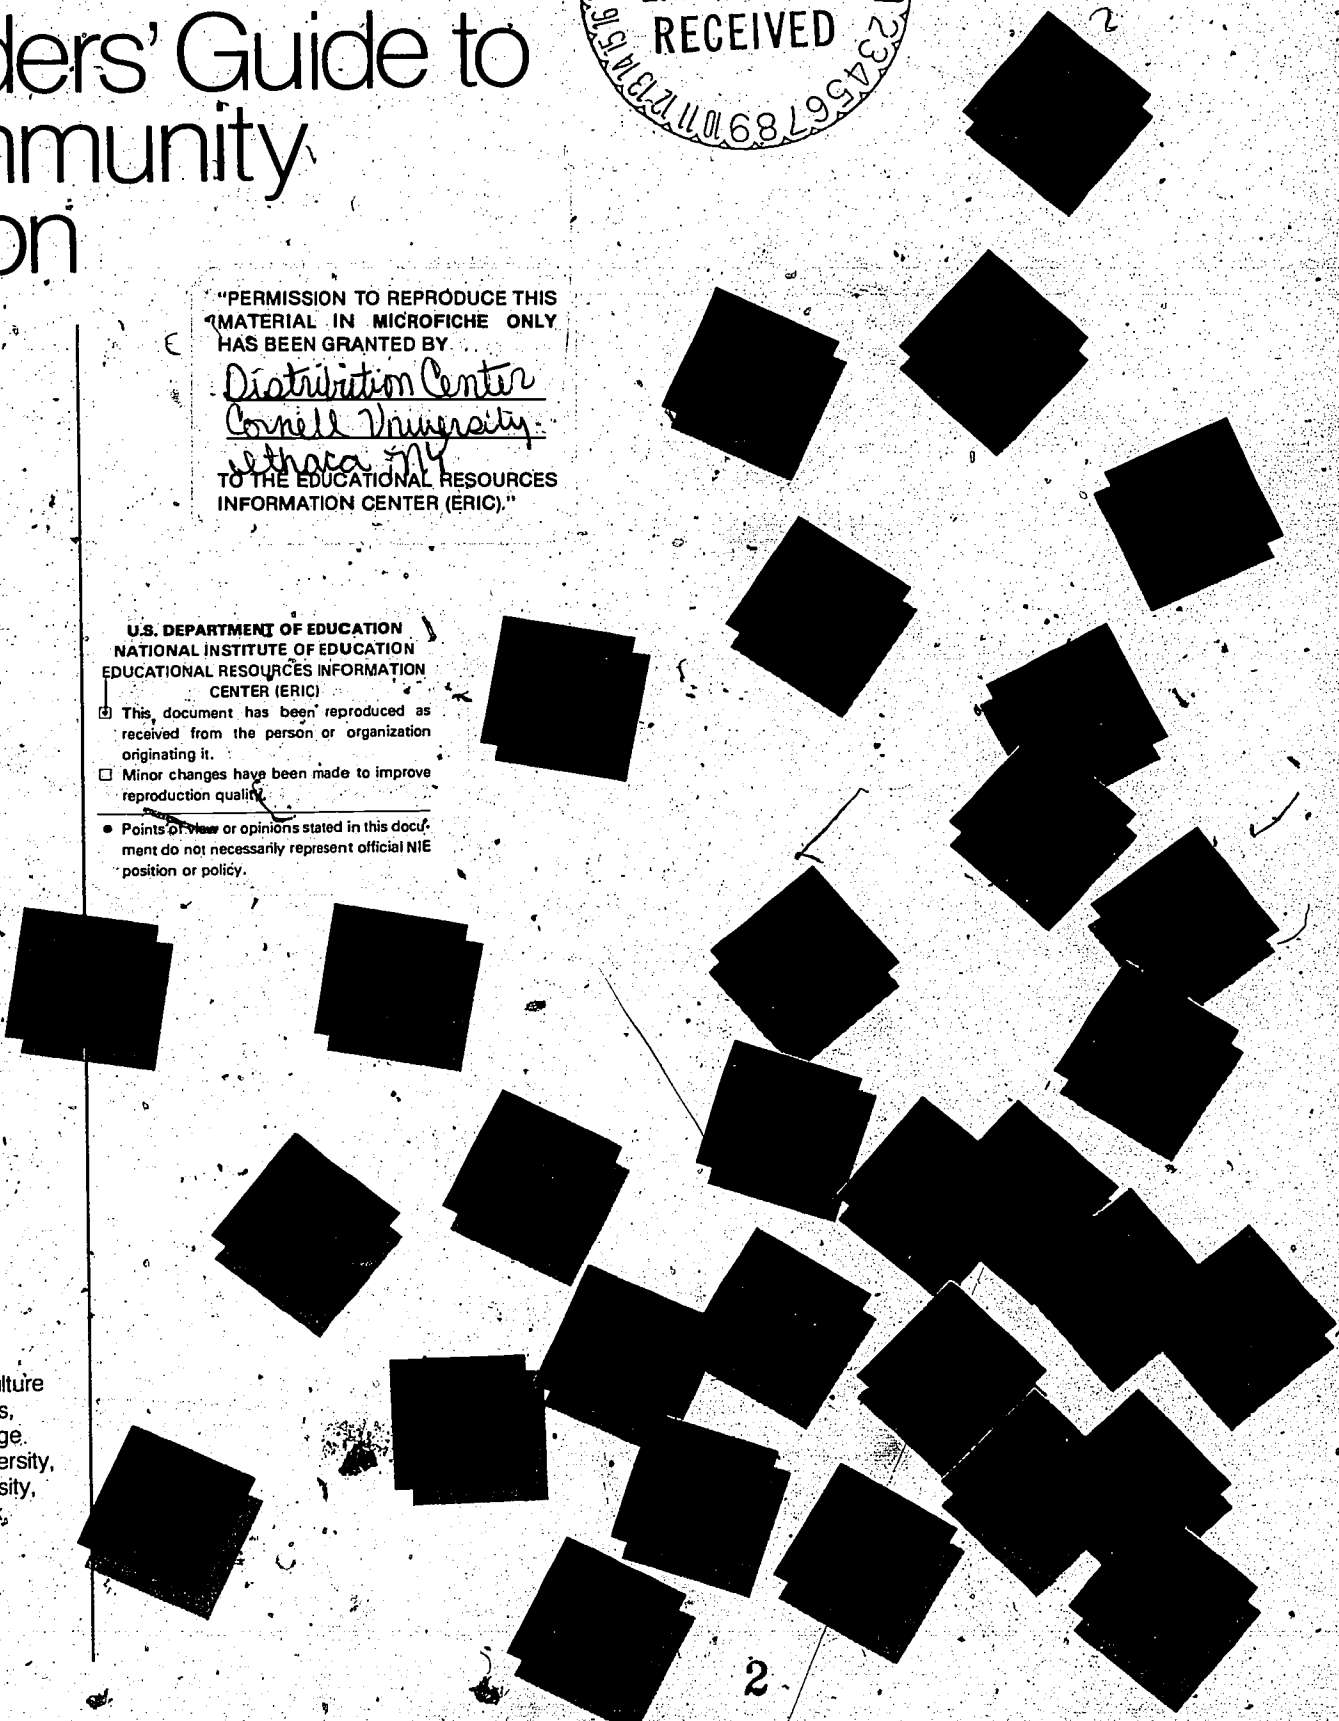 ders' Guide to
mmunity
on
RECEIVED
"PERMISSION TO REPRODUCE THIS
MATERIAL IN MICROFICHE ONLY
HAS BEEN GRANTED BY
Distribution Center
Cornell University
Ithaca NY
TO THE EDUCATIONAL RESOURCES
INFORMATION CENTER (ERIC)."
U.S. DEPARTMENT OF EDUCATION
NATIONAL INSTITUTE OF EDUCATION
EDUCATIONAL RESOURCES INFORMATION
CENTER (ERIC)
This document has been reproduced as
received from the person or organization
originating it.
Minor changes have been made to improve
reproduction quality.
● Points of view or opinions stated in this docu-
ment do not necessarily represent official NIE
position or policy.
lture
s,
ge.
ersity,
sity,
2